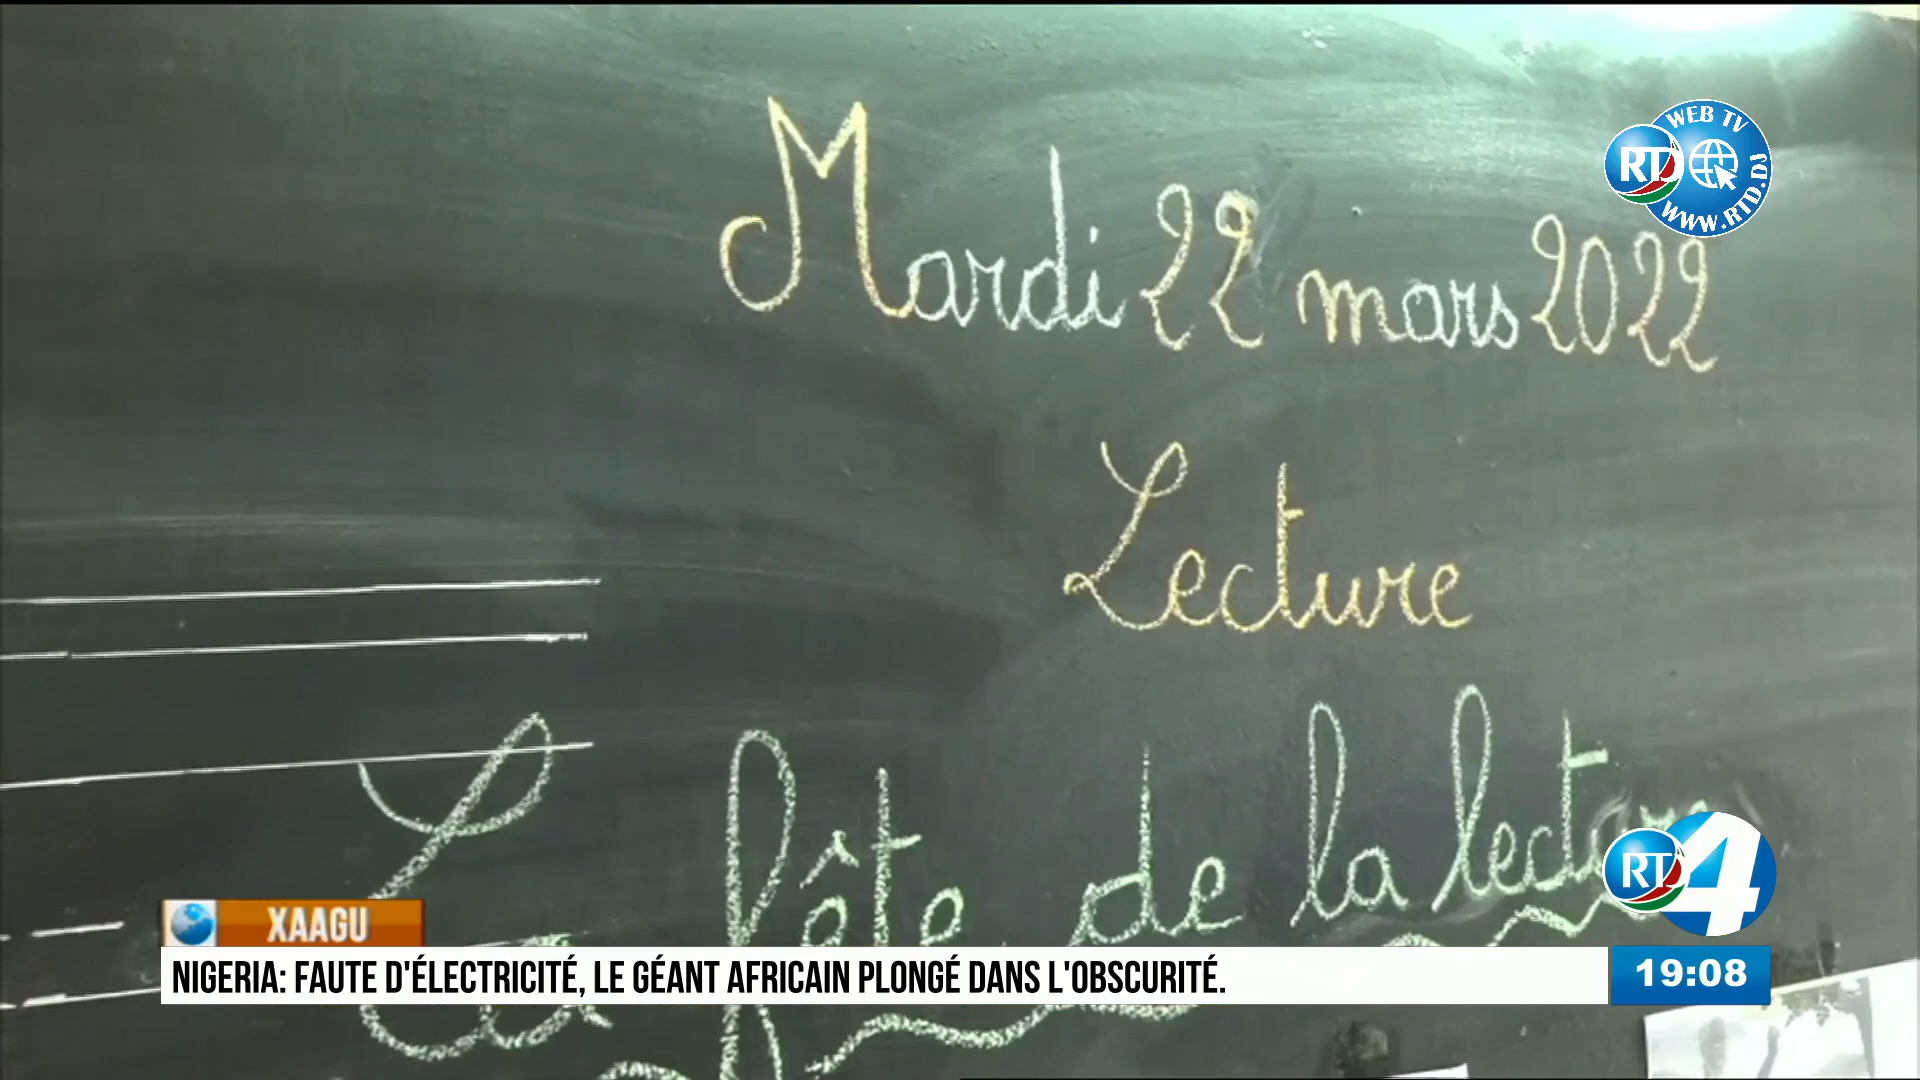 WEB TV
RTD
WWW.RTD.DJ
Mardi 22 mars 2022
Lecture
La fête de la lecture
RTD 4
XAAGU
NIGERIA: FAUTE D'ÉLECTRICITÉ, LE GÉANT AFRICAIN PLONGÉ DANS L'OBSCURITÉ.
19:08